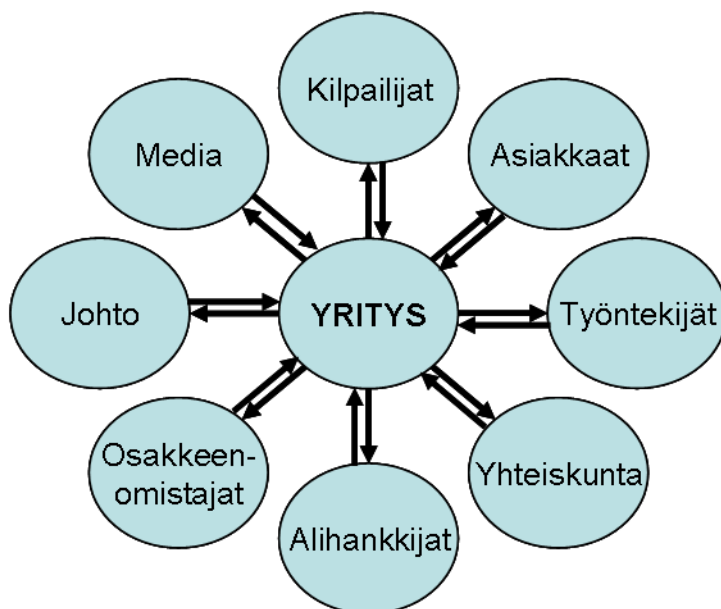 Kilpailijat
Media
Asiakkaat
Johto
YRITYS
Työntekijät
Osakkeen-
omistajat
Yhteiskunta
Alihankkijat